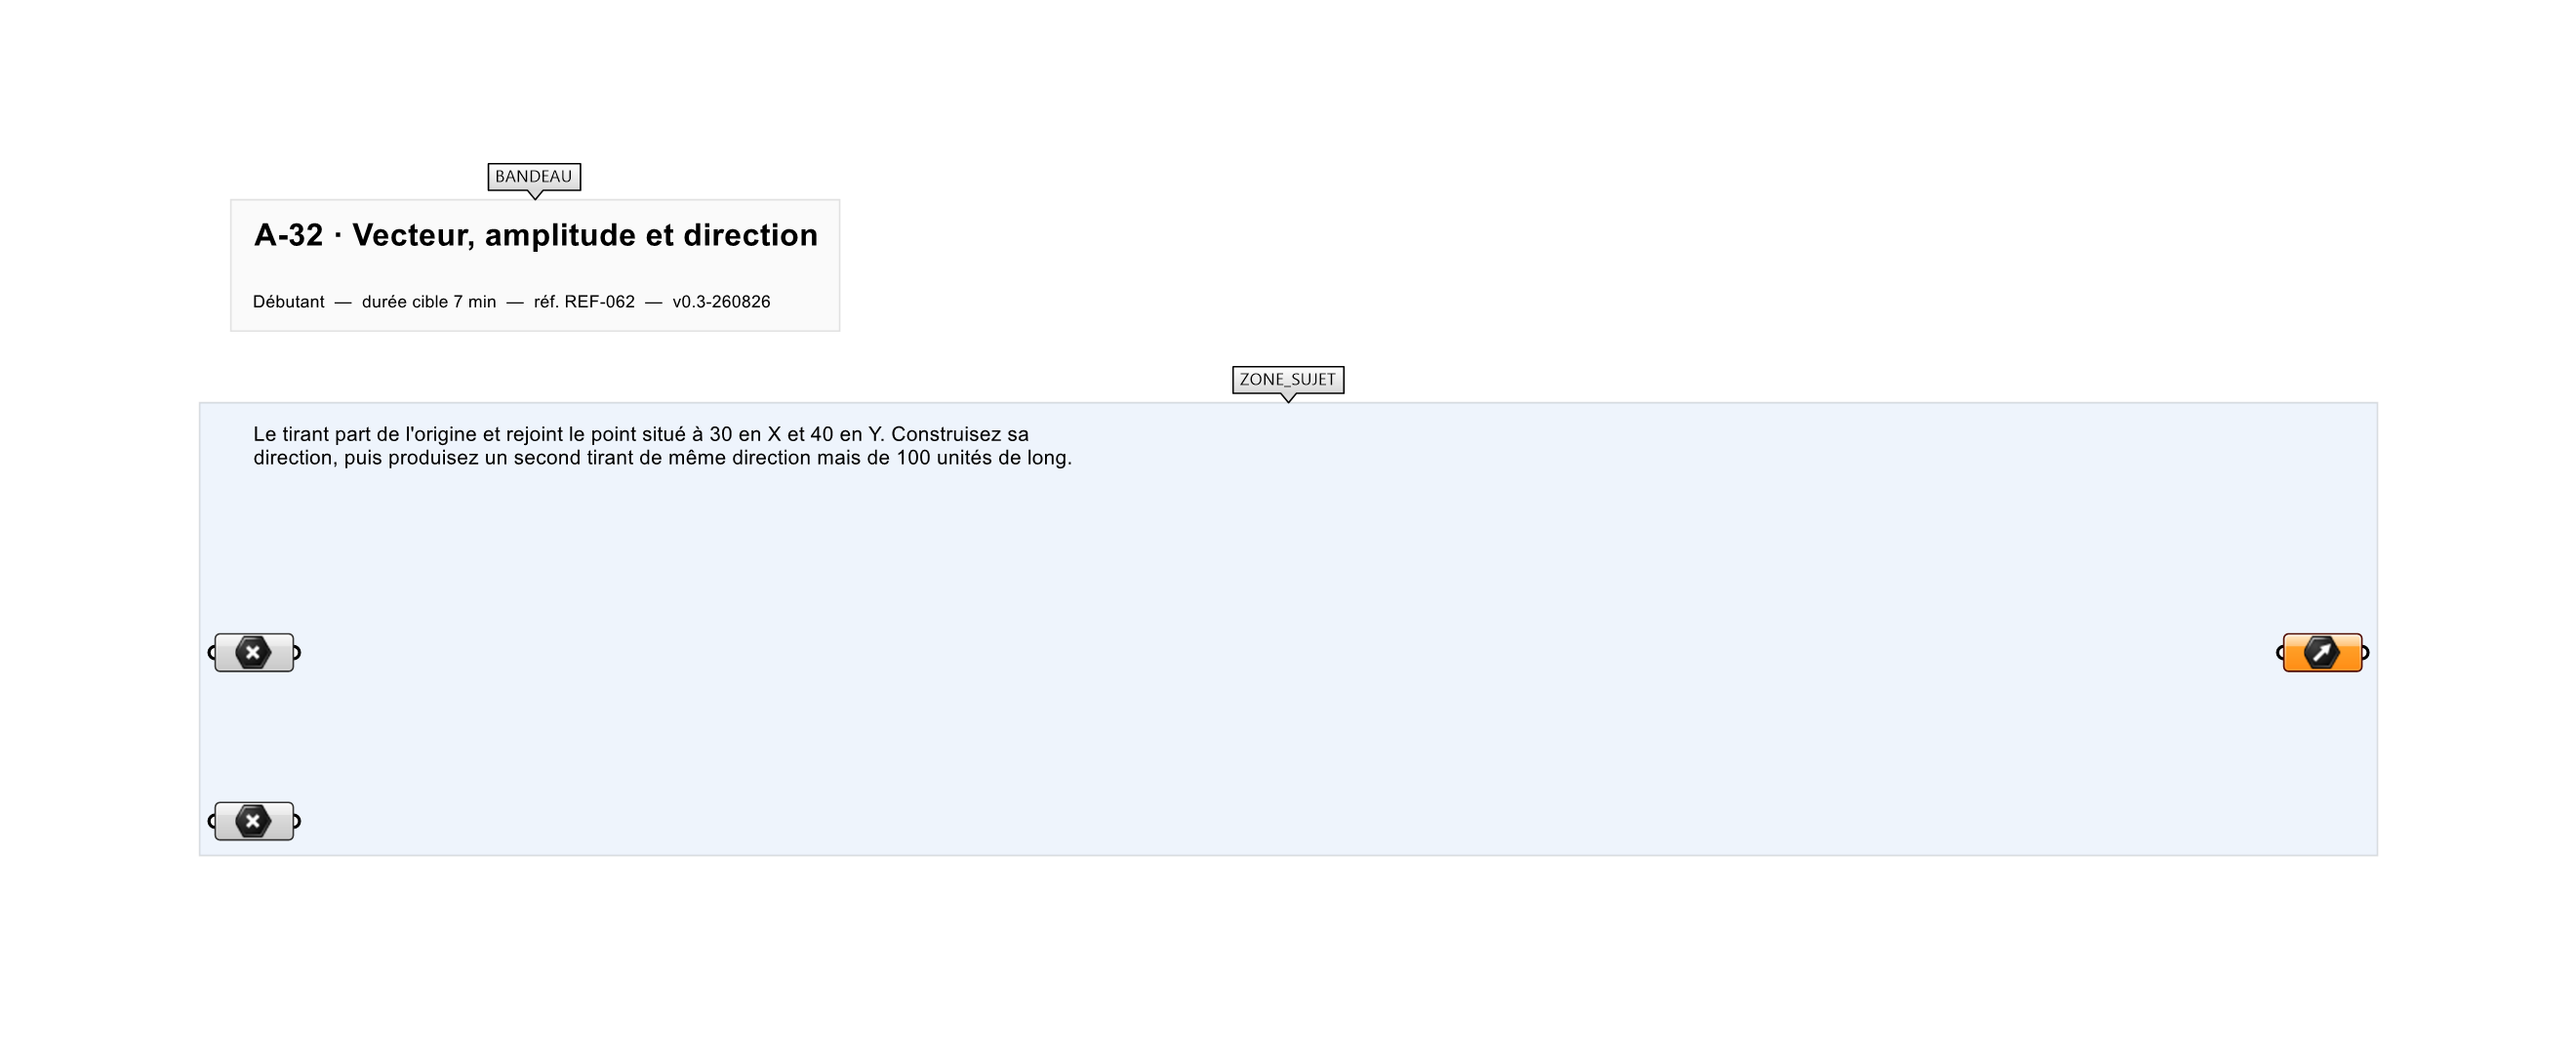 BANDEAU
A-32 · Vecteur, amplitude et direction
Débutant — durée cible 7 min — réf. REF-062 — v0.3-260826
ZONE_SUJET
Le tirant part de l'origine et rejoint le point situé à 30 en X et 40 en Y. Construisez sa
direction, puis produisez un second tirant de même direction mais de 100 unités de long.